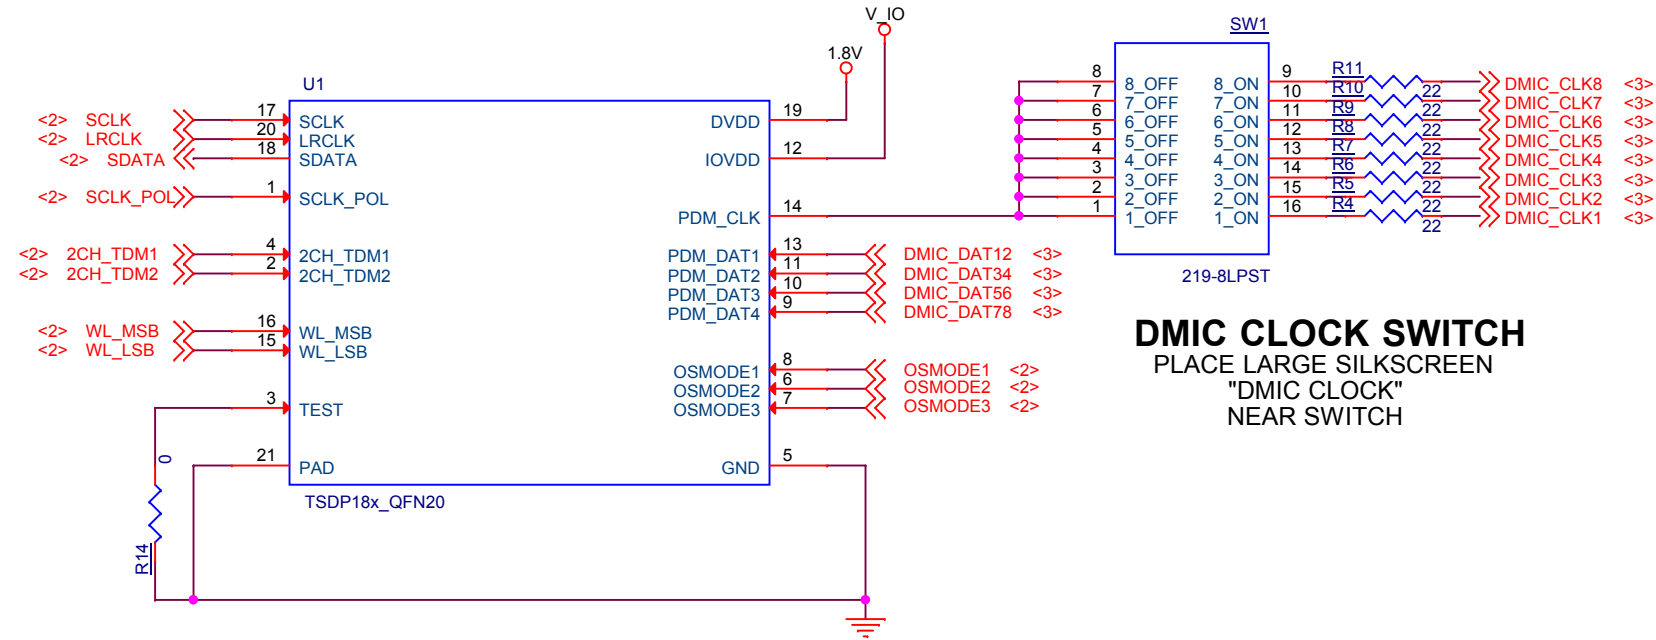 V_IO
1.8V
U1
<2> SCLK 17 SCLK
<2> LRCLK 20 LRCLK
<2> SDATA 18 SDATA
<2> SCLK_POL 1 SCLK_POL
<2> 2CH_TDM1 4 2CH_TDM1
<2> 2CH_TDM2 2 2CH_TDM2
<2> WL_MSB 16 WL_MSB
<2> WL_LSB 15 WL_LSB
3 TEST
21 PAD
0
R14
DVDD 19
IOVDD 12
PDM_CLK 14
PDM_DAT1 13 DMIC_DAT12 <3>
PDM_DAT2 11 DMIC_DAT34 <3>
PDM_DAT3 10 DMIC_DAT56 <3>
PDM_DAT4 9 DMIC_DAT78 <3>
OSMODE1 8 OSMODE1 <2>
OSMODE2 6 OSMODE2 <2>
OSMODE3 7 OSMODE3 <2>
GND 5
TSDP18x_QFN20
SW1
8 8_OFF 8_ON 9 R11 22 DMIC_CLK8 <3>
7 7_OFF 7_ON 10 R10 22 DMIC_CLK7 <3>
6 6_OFF 6_ON 11 R9 22 DMIC_CLK6 <3>
5 5_OFF 5_ON 12 R8 22 DMIC_CLK5 <3>
4 4_OFF 4_ON 13 R7 22 DMIC_CLK4 <3>
3 3_OFF 3_ON 14 R6 22 DMIC_CLK3 <3>
2 2_OFF 2_ON 15 R5 22 DMIC_CLK2 <3>
1 1_OFF 1_ON 16 R4 22 DMIC_CLK1 <3>
219-8LPST
DMIC CLOCK SWITCH
PLACE LARGE SILKSCREEN
"DMIC CLOCK"
NEAR SWITCH